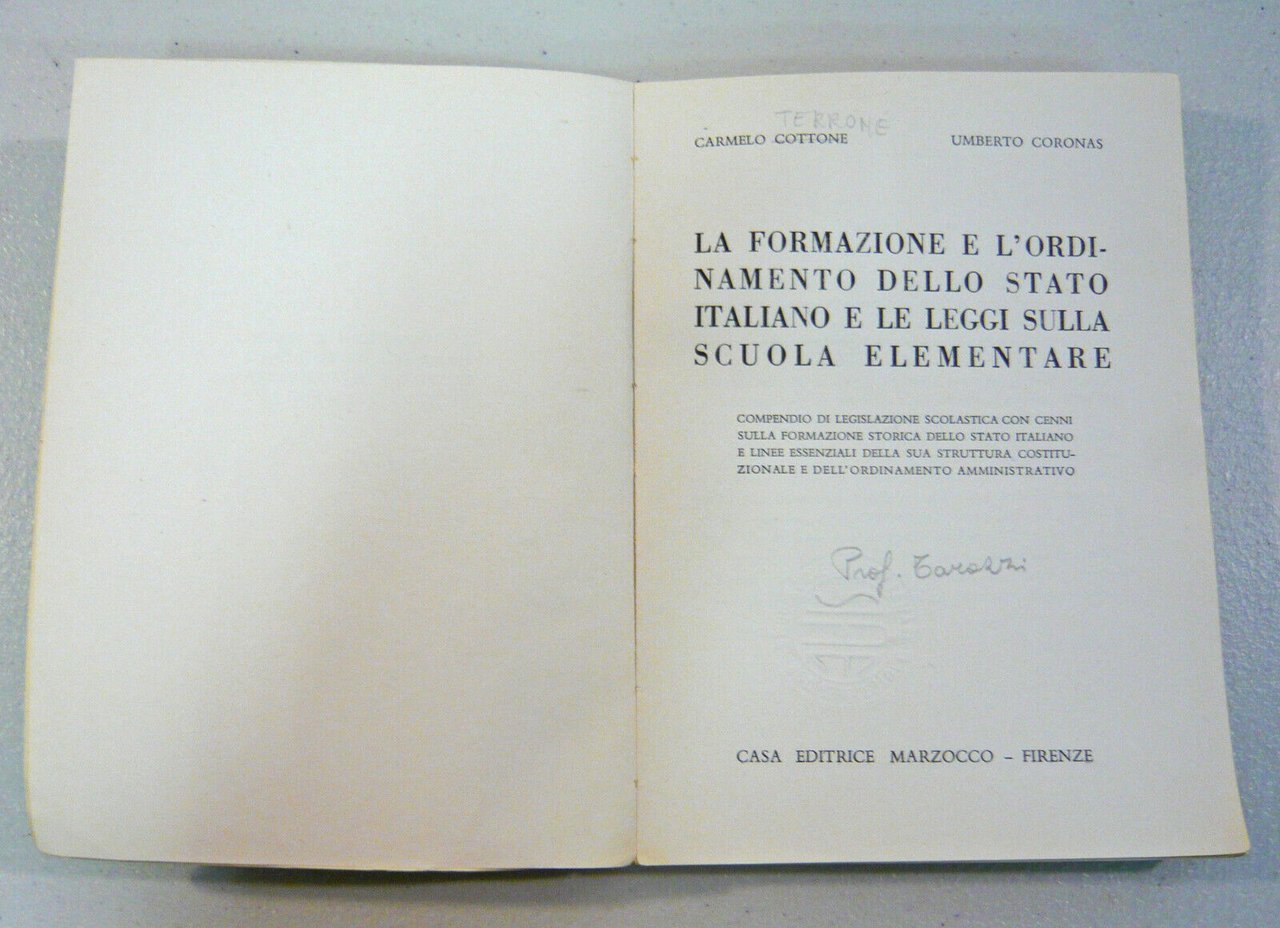 TERRONE
CARMELO COTTONE UMBERTO CORONAS
LA FORMAZIONE E L'ORDI-
NAMENTO DELLO STATO
ITALIANO E LE LEGGI SULLA
SCUOLA ELEMENTARE
COMPENDIO DI LEGISLAZIONE SCOLASTICA CON CENNI
SULLA FORMAZIONE STORICA DELLO STATO ITALIANO
E LINEE ESSENZIALI DELLA SUA STRUTTURA COSTITU-
ZIONALE E DELL'ORDINAMENTO AMMINISTRATIVO
Prof. Tarozzi
CASA EDITRICE MARZOCCO – FIRENZE